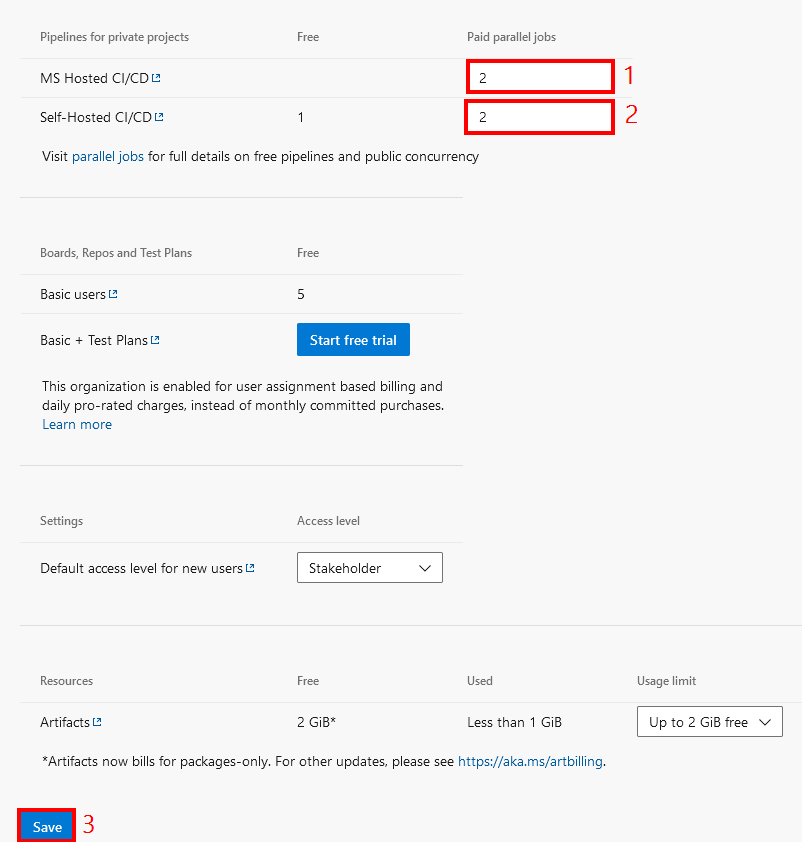 Pipelines for private projects Free Paid parallel jobs
MS Hosted CI/CD 2 1
Self-Hosted CI/CD 1 2 2
Visit parallel jobs for full details on free pipelines and public concurrency
Boards, Repos and Test Plans Free
Basic users 5
Basic + Test Plans Start free trial
This organization is enabled for user assignment based billing and
daily pro-rated charges, instead of monthly committed purchases.
Learn more
Settings Access level
Default access level for new users Stakeholder
Resources Free Used Usage limit
Artifacts 2 GiB* Less than 1 GiB Up to 2 GiB free
*Artifacts now bills for packages-only. For other updates, please see https://aka.ms/artbilling.
Save 3